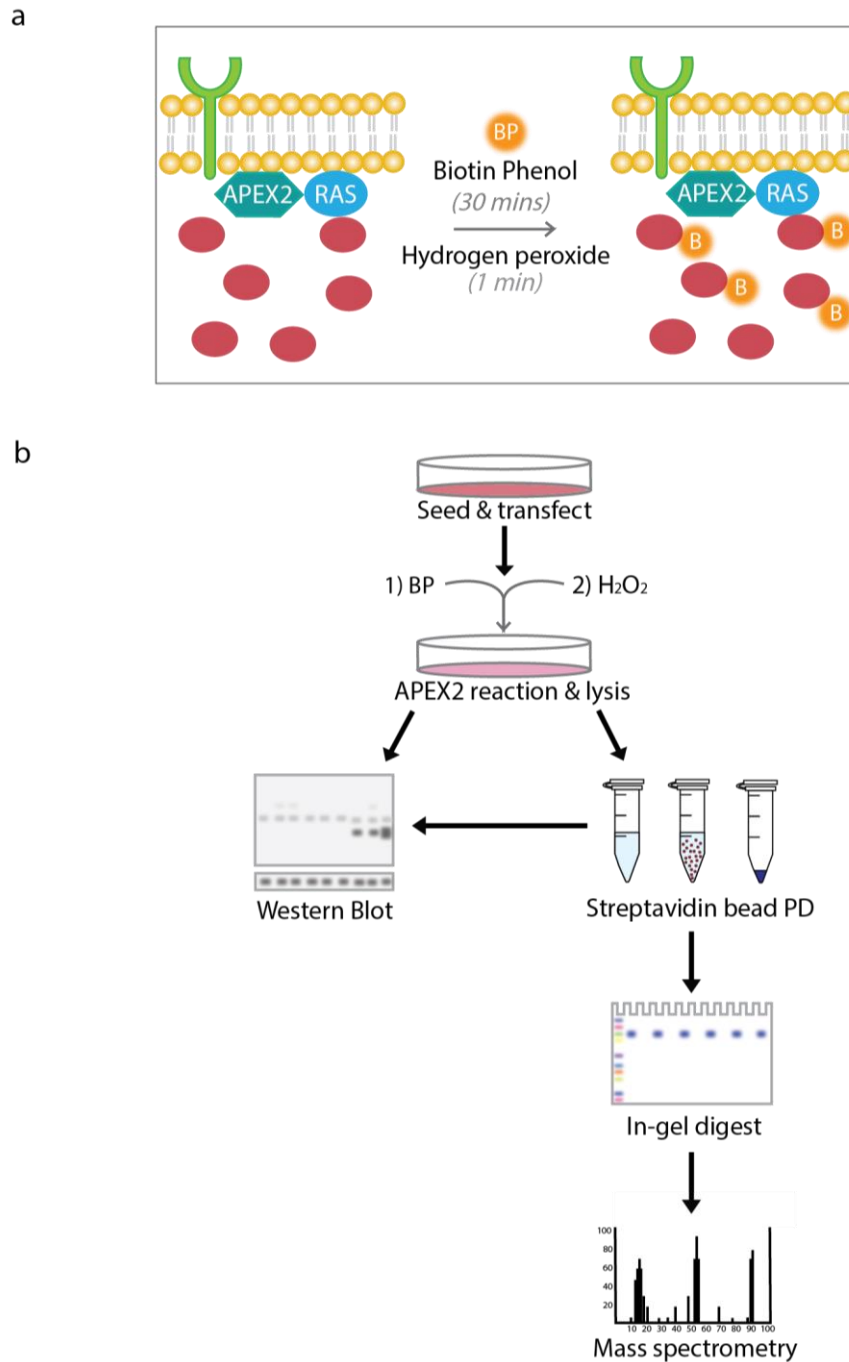 a
BP
Biotin Phenol
(30 mins)
Hydrogen peroxide
(1 min)
APEX2 RAS
APEX2 RAS
B
B
B
B
b
Seed & transfect
1) BP
2) H₂O₂
APEX2 reaction & lysis
Western Blot
Streptavidin bead PD
In-gel digest
100
80
60
40
20
10 20 30 40 50 60 70 80 90 100
Mass spectrometry